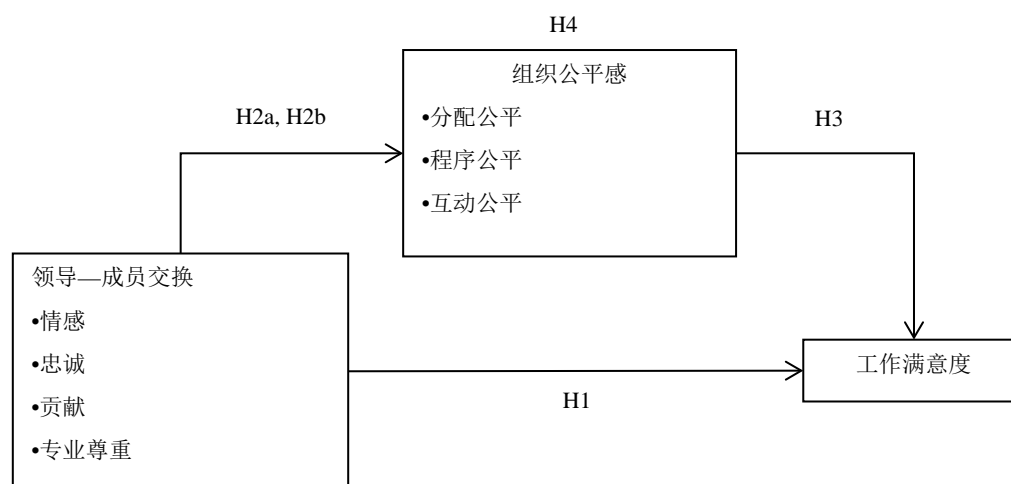 H4
组织公平感
•分配公平
•程序公平
•互动公平
H2a, H2b
H3
领导—成员交换
•情感
•忠诚
•贡献
•专业尊重
H1
工作满意度